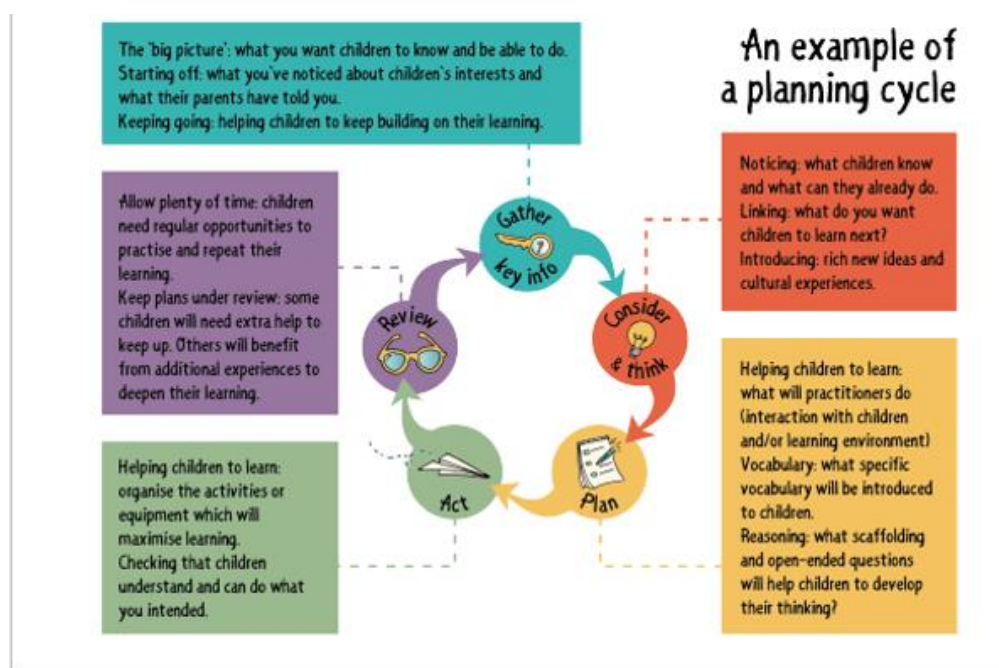 An example of
a planning cycle
The 'big picture': what you want children to know and be able to do.
Starting off: what you've noticed about children's interests and
what their parents have told you.
Keeping going: helping children to keep building on their learning.
Gather
key info
Noticing: what children know
and what can they already do.
Linking: what do you want
children to learn next?
Introducing: rich new ideas and
cultural experiences.
Consider
& think
Helping children to learn:
what will practitioners do
(interaction with children
and/or learning environment)
Vocabulary: what specific
vocabulary will be introduced
to children.
Reasoning: what scaffolding
and open-ended questions
will help children to develop
their thinking?
Plan
Helping children to learn:
organise the activities or
equipment which will
maximise learning.
Checking that children
understand and can do what
you intended.
Act
Allow plenty of time: children
need regular opportunities to
practise and repeat their
learning.
Keep plans under review: some
children will need extra help to
keep up. Others will benefit
from additional experiences to
deepen their learning.
Review